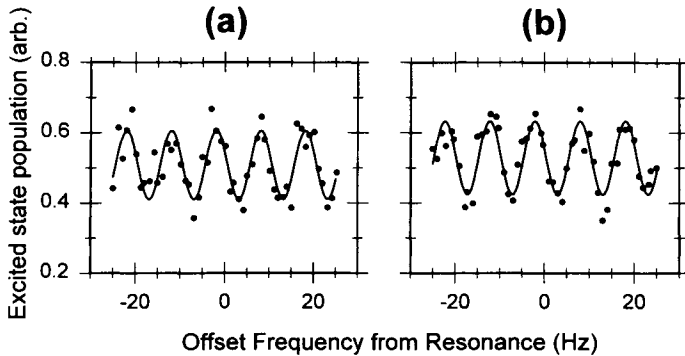 (a)
(b)
Excited state population (arb.)
0.8
0.6
0.4
0.2
-20
0
20
-20
0
20
Offset Frequency from Resonance (Hz)